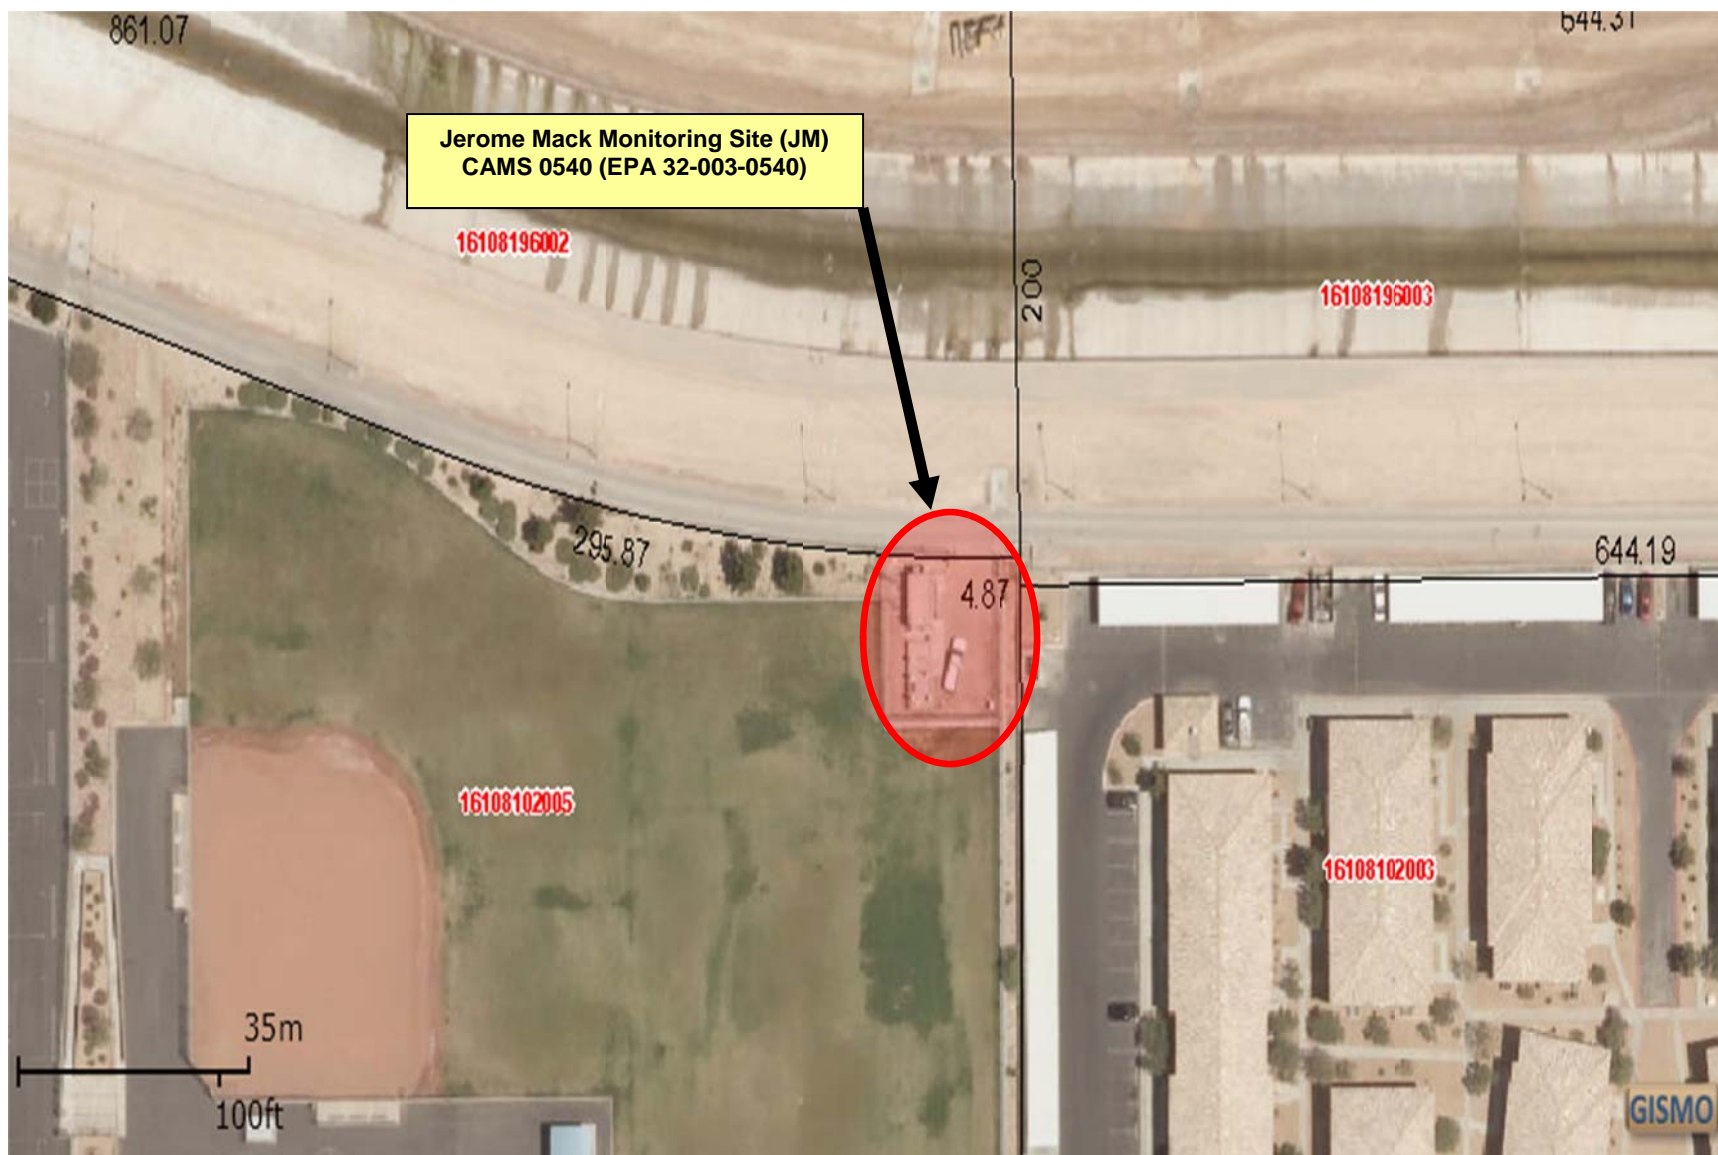 861.07
644.31
Jerome Mack Monitoring Site (JM)
CAMS 0540 (EPA 32-003-0540)
16108196002
200
16108196003
295.87
644.19
4.87
16108102005
16108102003
35m
100ft
GISMO